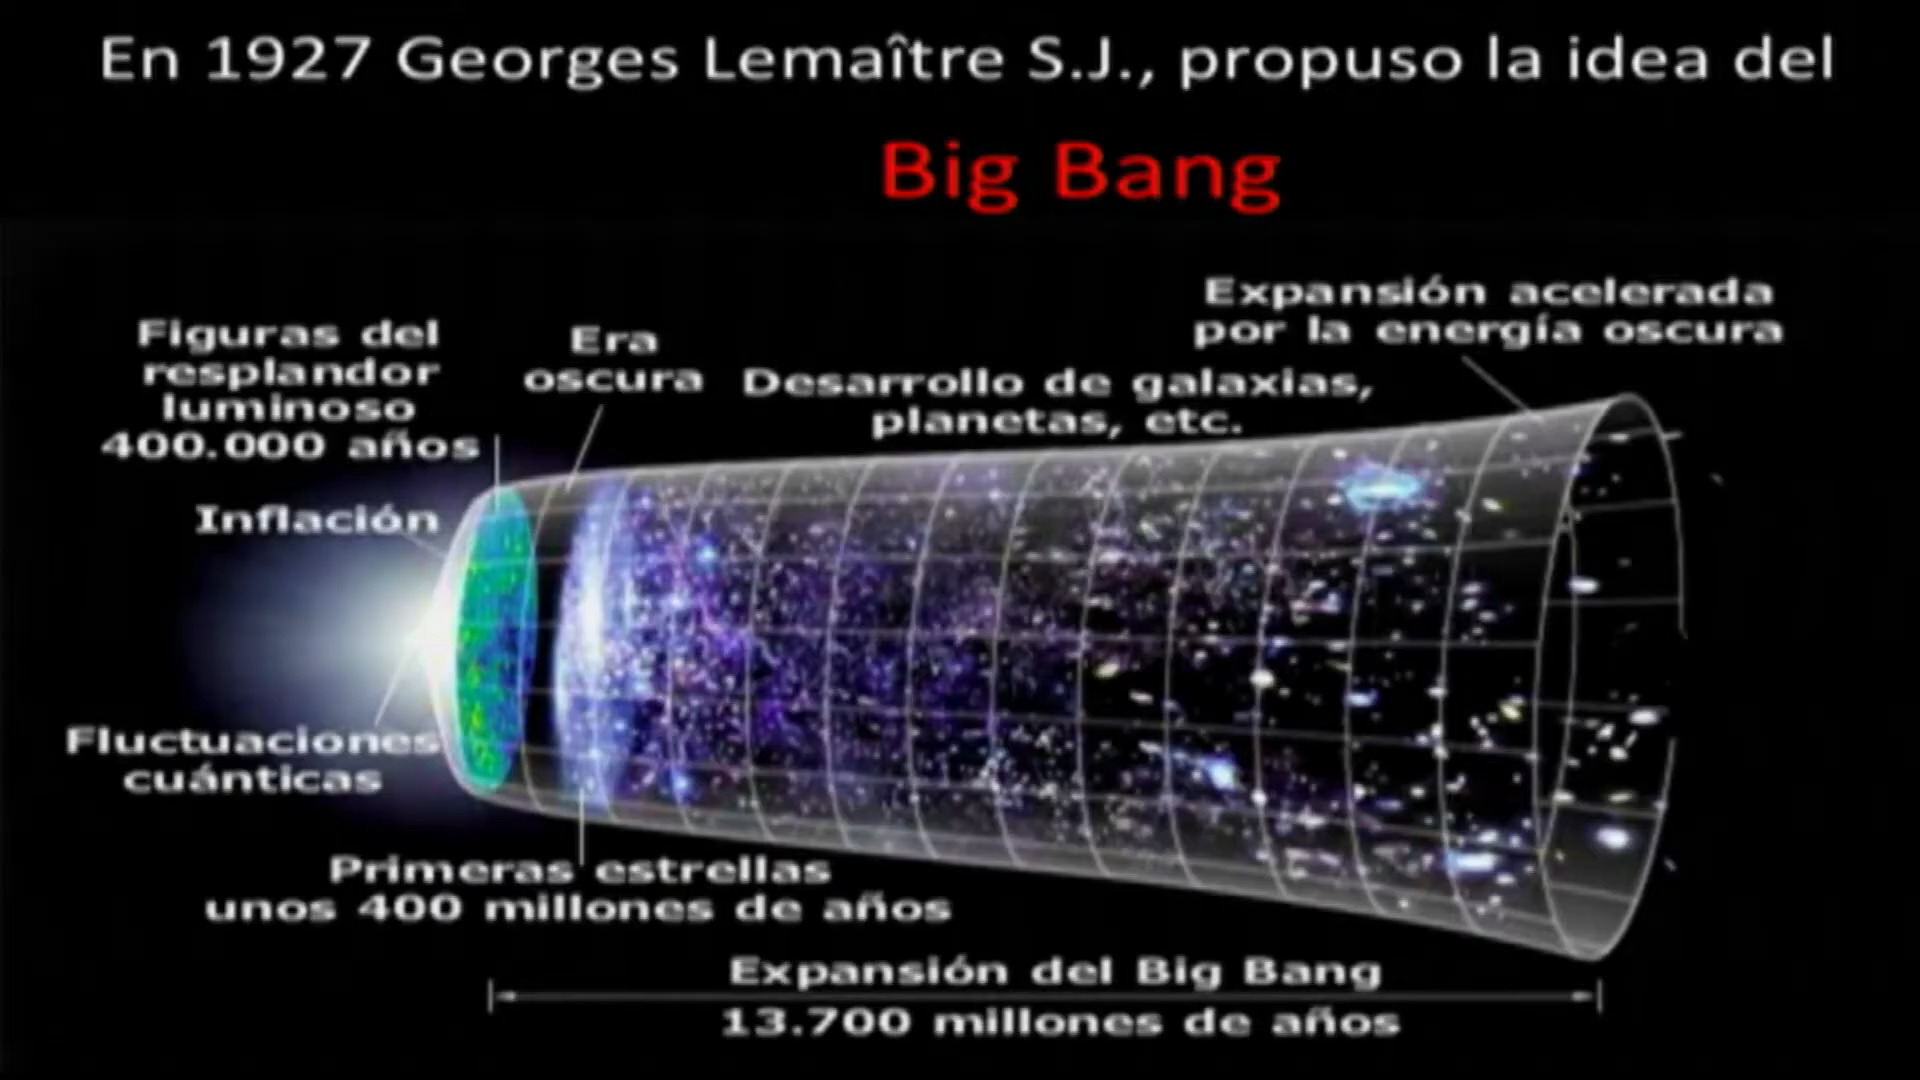 En 1927 Georges Lemaître S.J., propuso la idea del
Big Bang
Expansión acelerada
por la energía oscura
Figuras del
resplandor
luminoso
400.000 años
Era
oscura
Desarrollo de galaxias,
planetas, etc.
Inflación
Fluctuaciones
cuánticas
Primeras estrellas
unos 400 millones de años
Expansión del Big Bang
13.700 millones de años